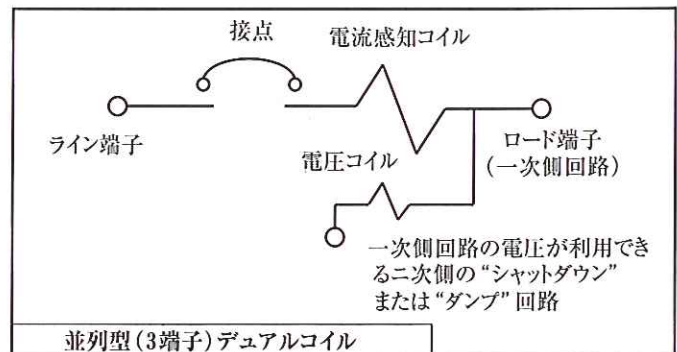 接点
電流感知コイル
ライン端子
ロード端子
(一次側回路)
電圧コイル
一次側回路の電圧が利用でき
る二次側の“シャットダウン”
または“ダンプ”回路
並列型(3端子)デュアルコイル